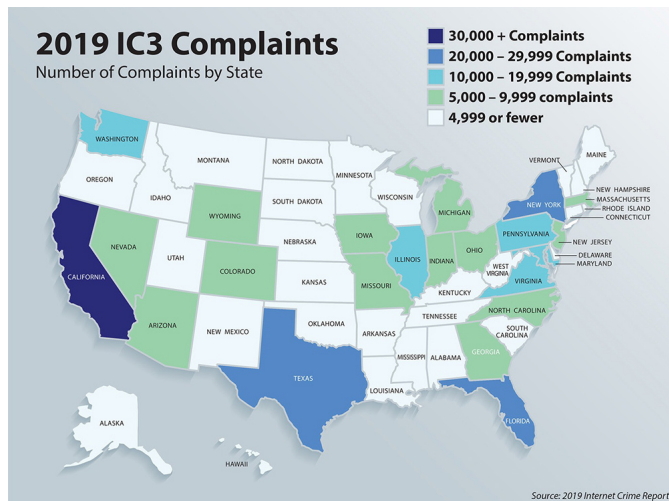 2019 IC3 Complaints
Number of Complaints by State
30,000 + Complaints
20,000 – 29,999 Complaints
10,000 – 19,999 Complaints
5,000 – 9,999 complaints
4,999 or fewer
WASHINGTON
MONTANA
NORTH DAKOTA
MINNESOTA
VERMONT
MAINE
OREGON
IDAHO
SOUTH DAKOTA
WISCONSIN
MICHIGAN
NEW YORK
NEW HAMPSHIRE
MASSACHUSETTS
RHODE ISLAND
CONNECTICUT
WYOMING
NEBRASKA
IOWA
PENNSYLVANIA
NEW JERSEY
NEVADA
UTAH
COLORADO
ILLINOIS
INDIANA
OHIO
DELAWARE
MARYLAND
CALIFORNIA
KANSAS
MISSOURI
WEST
VIRGINIA
VIRGINIA
KENTUCKY
ARIZONA
NEW MEXICO
OKLAHOMA
ARKANSAS
TENNESSEE
NORTH CAROLINA
SOUTH
CAROLINA
TEXAS
MISSISSIPPI
ALABAMA
GEORGIA
LOUISIANA
FLORIDA
ALASKA
HAWAII
Source: 2019 Internet Crime Report